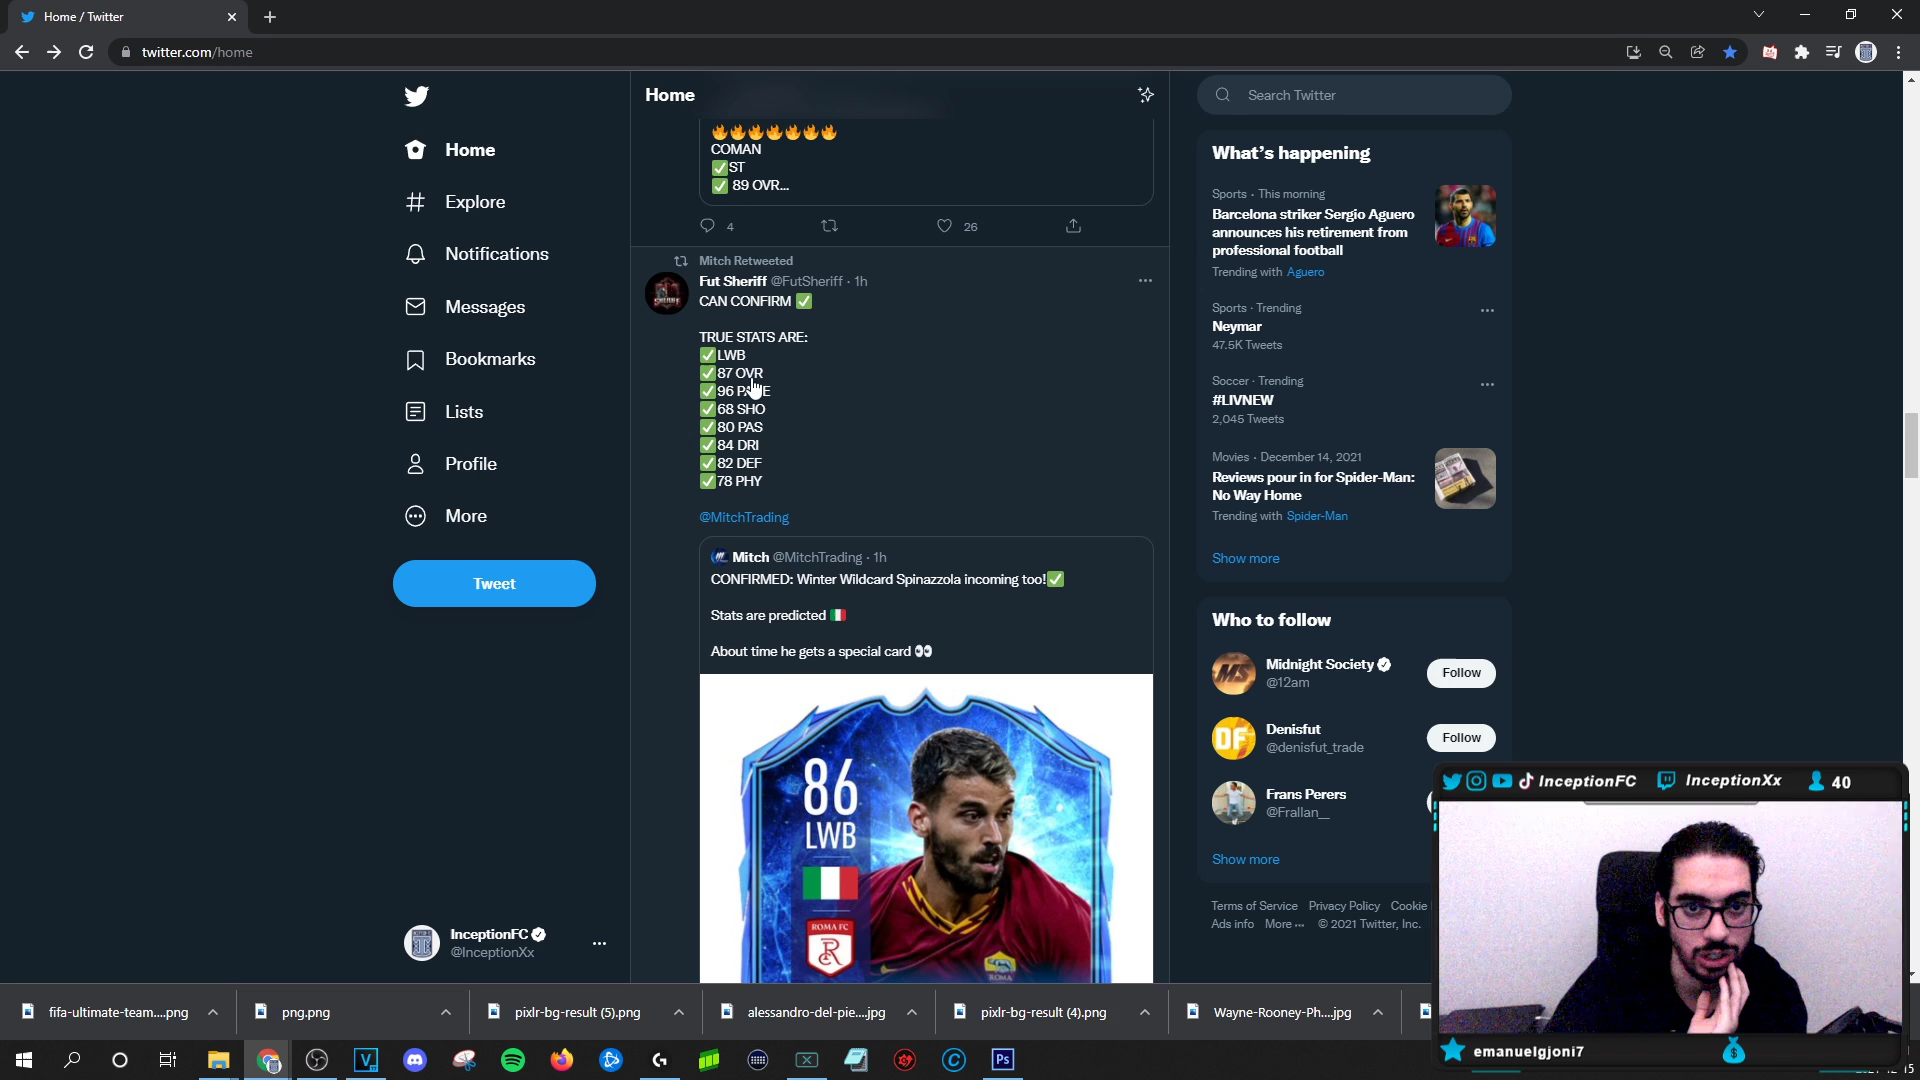 Home / Twitter
twitter.com/home
Home
Explore
Notifications
Messages
Bookmarks
Lists
Profile
More
Tweet
InceptionFC
@InceptionXx
Home
🔥🔥🔥🔥🔥🔥🔥
COMAN
✅ST
✅ 89 OVR...
4
26
Mitch Retweeted
Fut Sheriff @FutSheriff · 1h
CAN CONFIRM ✅
TRUE STATS ARE:
✅LWB
✅87 OVR
✅96 PACE
✅68 SHO
✅80 PAS
✅84 DRI
✅82 DEF
✅78 PHY
@MitchTrading
Mitch @MitchTrading · 1h
CONFIRMED: Winter Wildcard Spinazzola incoming too!✅
Stats are predicted 🇮🇹
About time he gets a special card 👀
86
LWB
ROMA FC
ROMA
Search Twitter
What's happening
Sports · This morning
Barcelona striker Sergio Aguero
announces his retirement from
professional football
Trending with Aguero
Sports · Trending
Neymar
47.5K Tweets
Soccer · Trending
#LIVNEW
2,045 Tweets
Movies · December 14, 2021
Reviews pour in for Spider-Man:
No Way Home
Trending with Spider-Man
Show more
Who to follow
Midnight Society
@12am
Follow
Denisfut
@denisfut_trade
Follow
Frans Perers
@Frallan__
Show more
Terms of Service Privacy Policy Cookie
Ads info More ··· © 2021 Twitter, Inc.
InceptionFC InceptionXx 40
emanuelgjoni7
fifa-ultimate-team....png
png.png
pixlr-bg-result (5).png
alessandro-del-pie....jpg
pixlr-bg-result (4).png
Wayne-Rooney-Ph....jpg
Ps